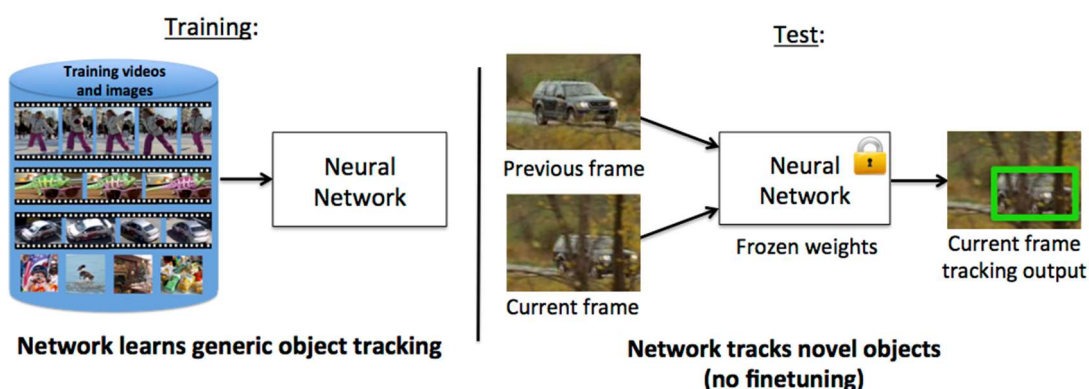 Training:
Training videos
and images
Neural
Network
Network learns generic object tracking
Test:
Previous frame
Current frame
Neural
Network
Frozen weights
Current frame
tracking output
Network tracks novel objects
(no finetuning)